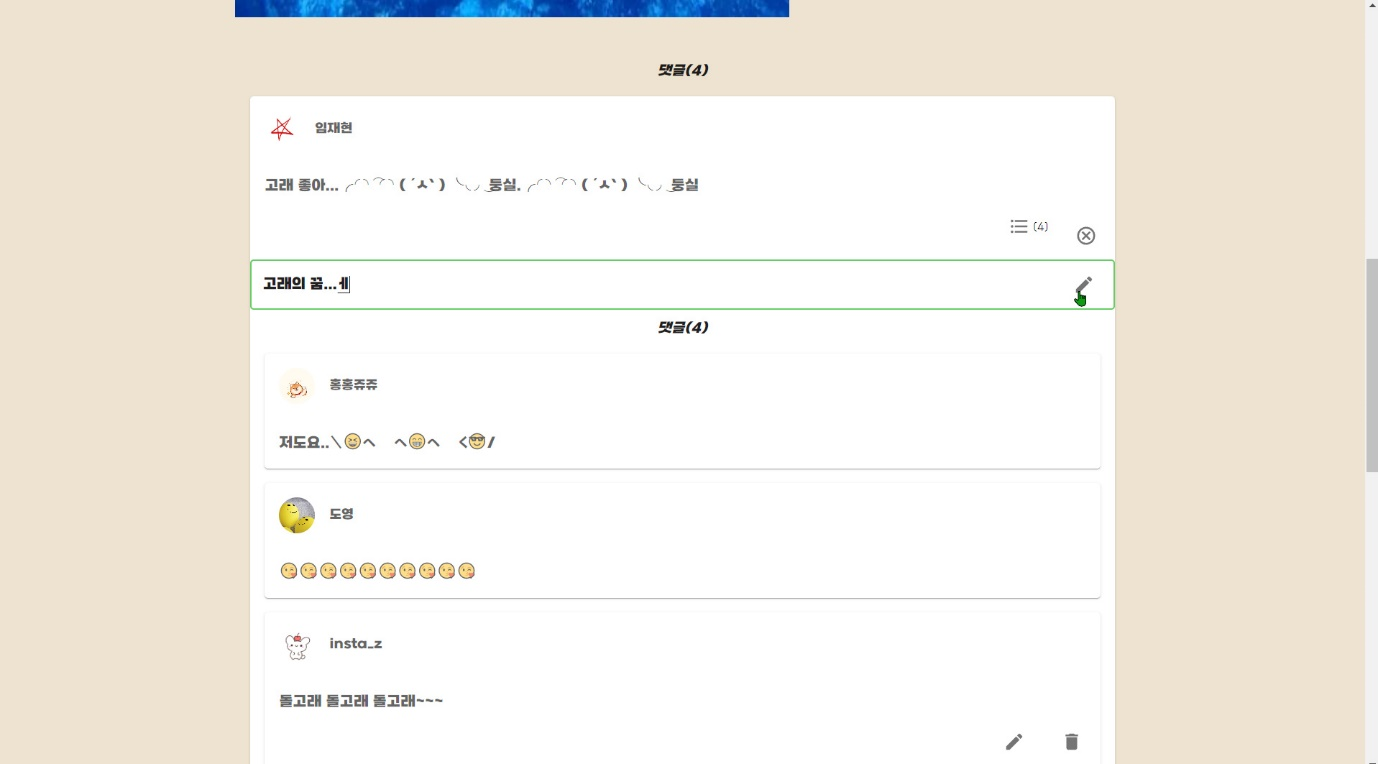 댓글(4)
임재현
고래 좋아... ╭◜◝ ͡ ◜◝ ( ´ㅅ` ) ╰◟◞ ͜ 둥실. ╭◜◝ ͡ ◜◝ ( ´ㅅ` ) ╰◟◞ ͜ 둥실
(4)
고래의 꿈...ㅔ
댓글(4)
홍홍쥬쥬
저도요..\😆ㅅ ㅅ😁ㅅ <😎/
도영
😋😋😋😋😋😋😋😋😋😋
insta_z
돌고래 돌고래 돌고래~~~